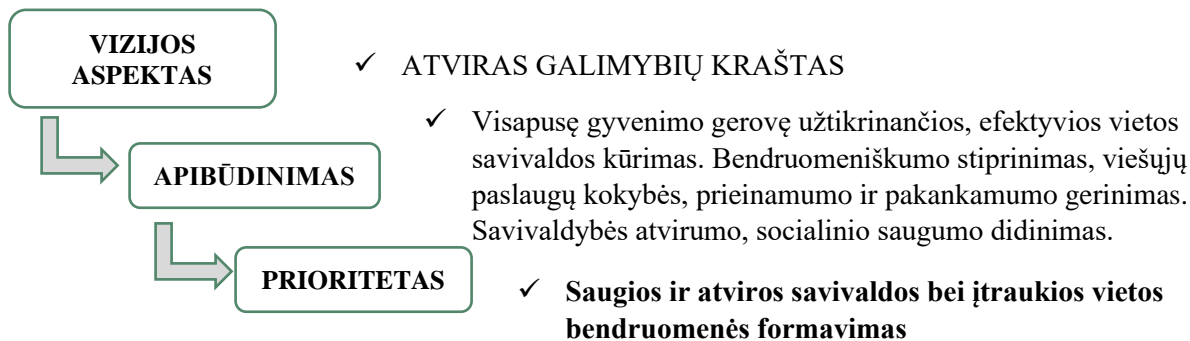 VIZIJOS
ASPEKTAS
✓ ATVIRAS GALIMYBIŲ KRAŠTAS
APIBŪDINIMAS
✓ Visapusę gyvenimo gerovę užtikrinančios, efektyvios vietos
savivaldos kūrimas. Bendruomeniškumo stiprinimas, viešųjų
paslaugų kokybės, prieinamumo ir pakankamumo gerinimas.
Savivaldybės atvirumo, socialinio saugumo didinimas.
PRIORITETAS
✓ Saugios ir atviros savivaldos bei įtraukios vietos
bendruomenės formavimas